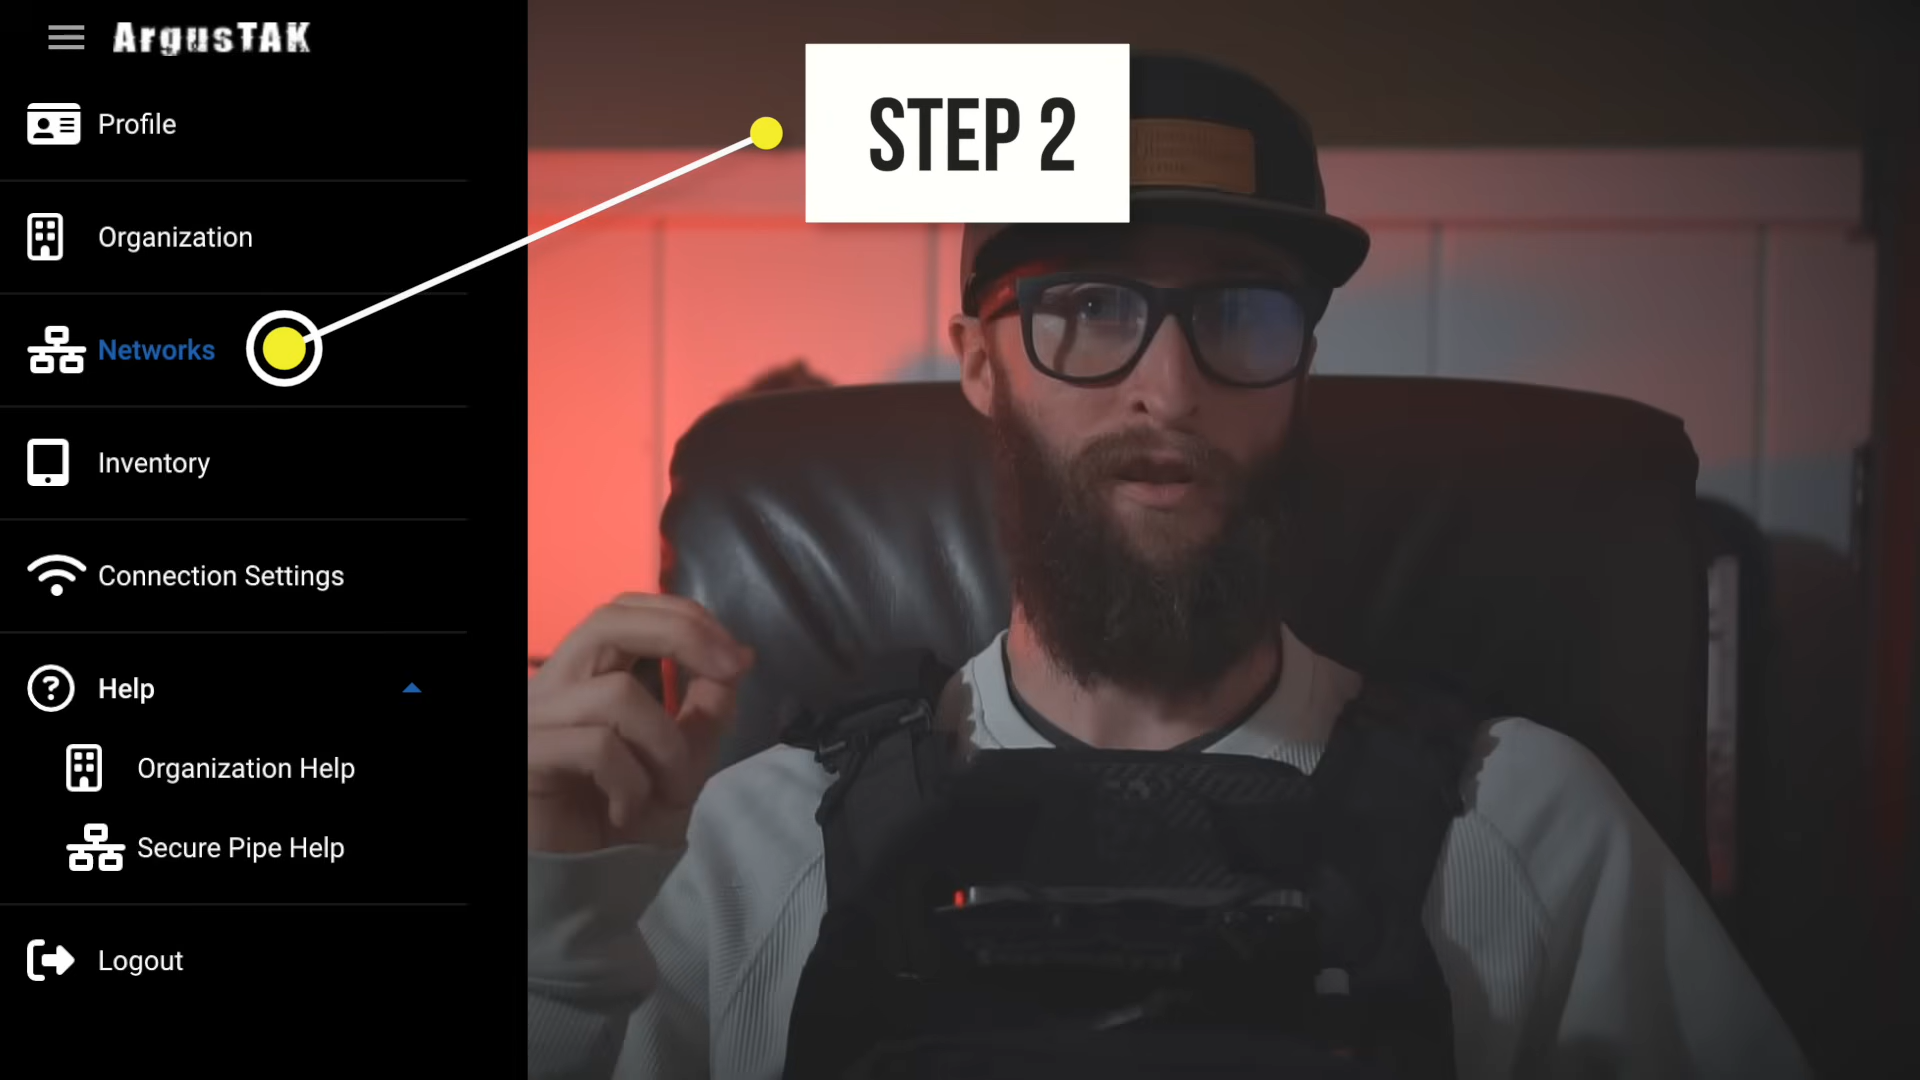 ArgusTAK
Profile
Organization
Networks
Inventory
Connection Settings
Help
Organization Help
Secure Pipe Help
Logout
STEP 2